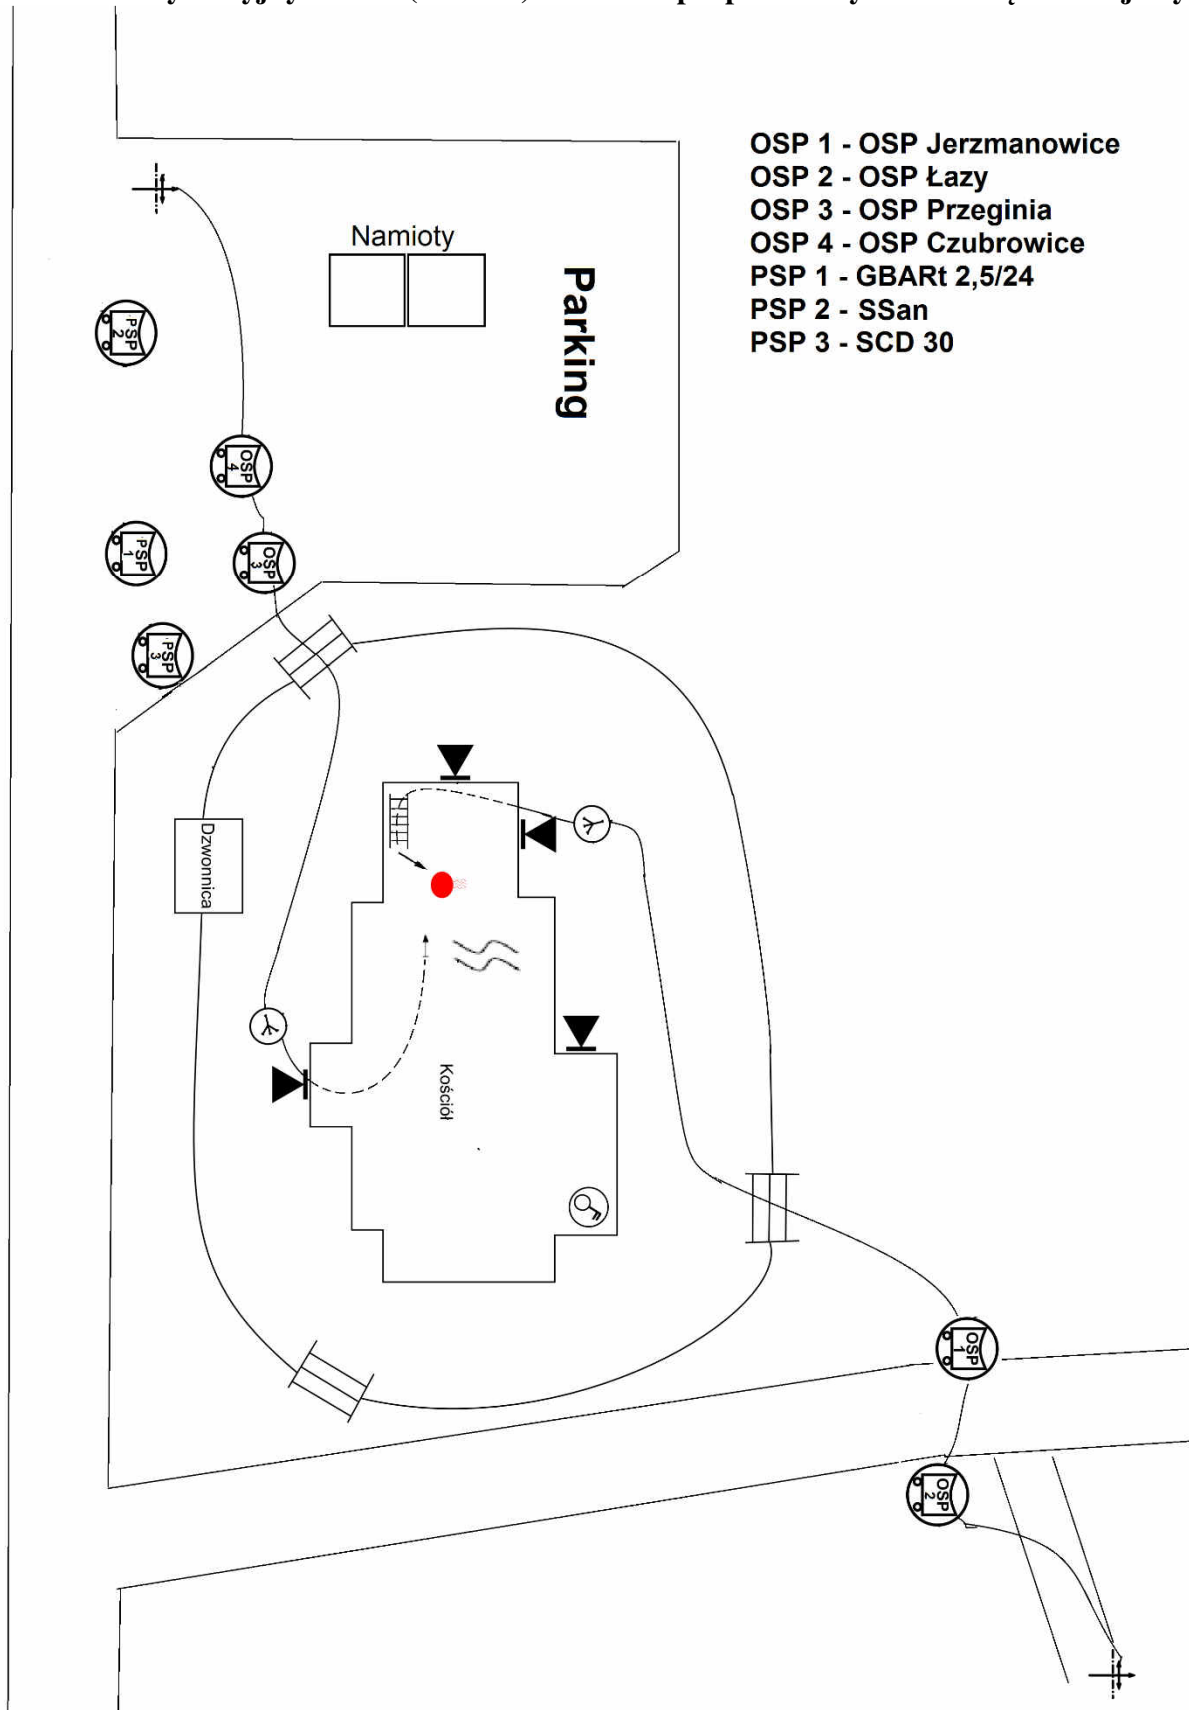 OSP 1 - OSP Jerzmanowice
OSP 2 - OSP Łazy
OSP 3 - OSP Przeginia
OSP 4 - OSP Czubrowice
PSP 1 - GBARt 2,5/24
PSP 2 - SSan
PSP 3 - SCD 30
Namioty
Parking
PSP
2
OSP
4
PSP
1
OSP
3
PSP
3
Dzwonnica
Kościół
OSP
1
OSP
2